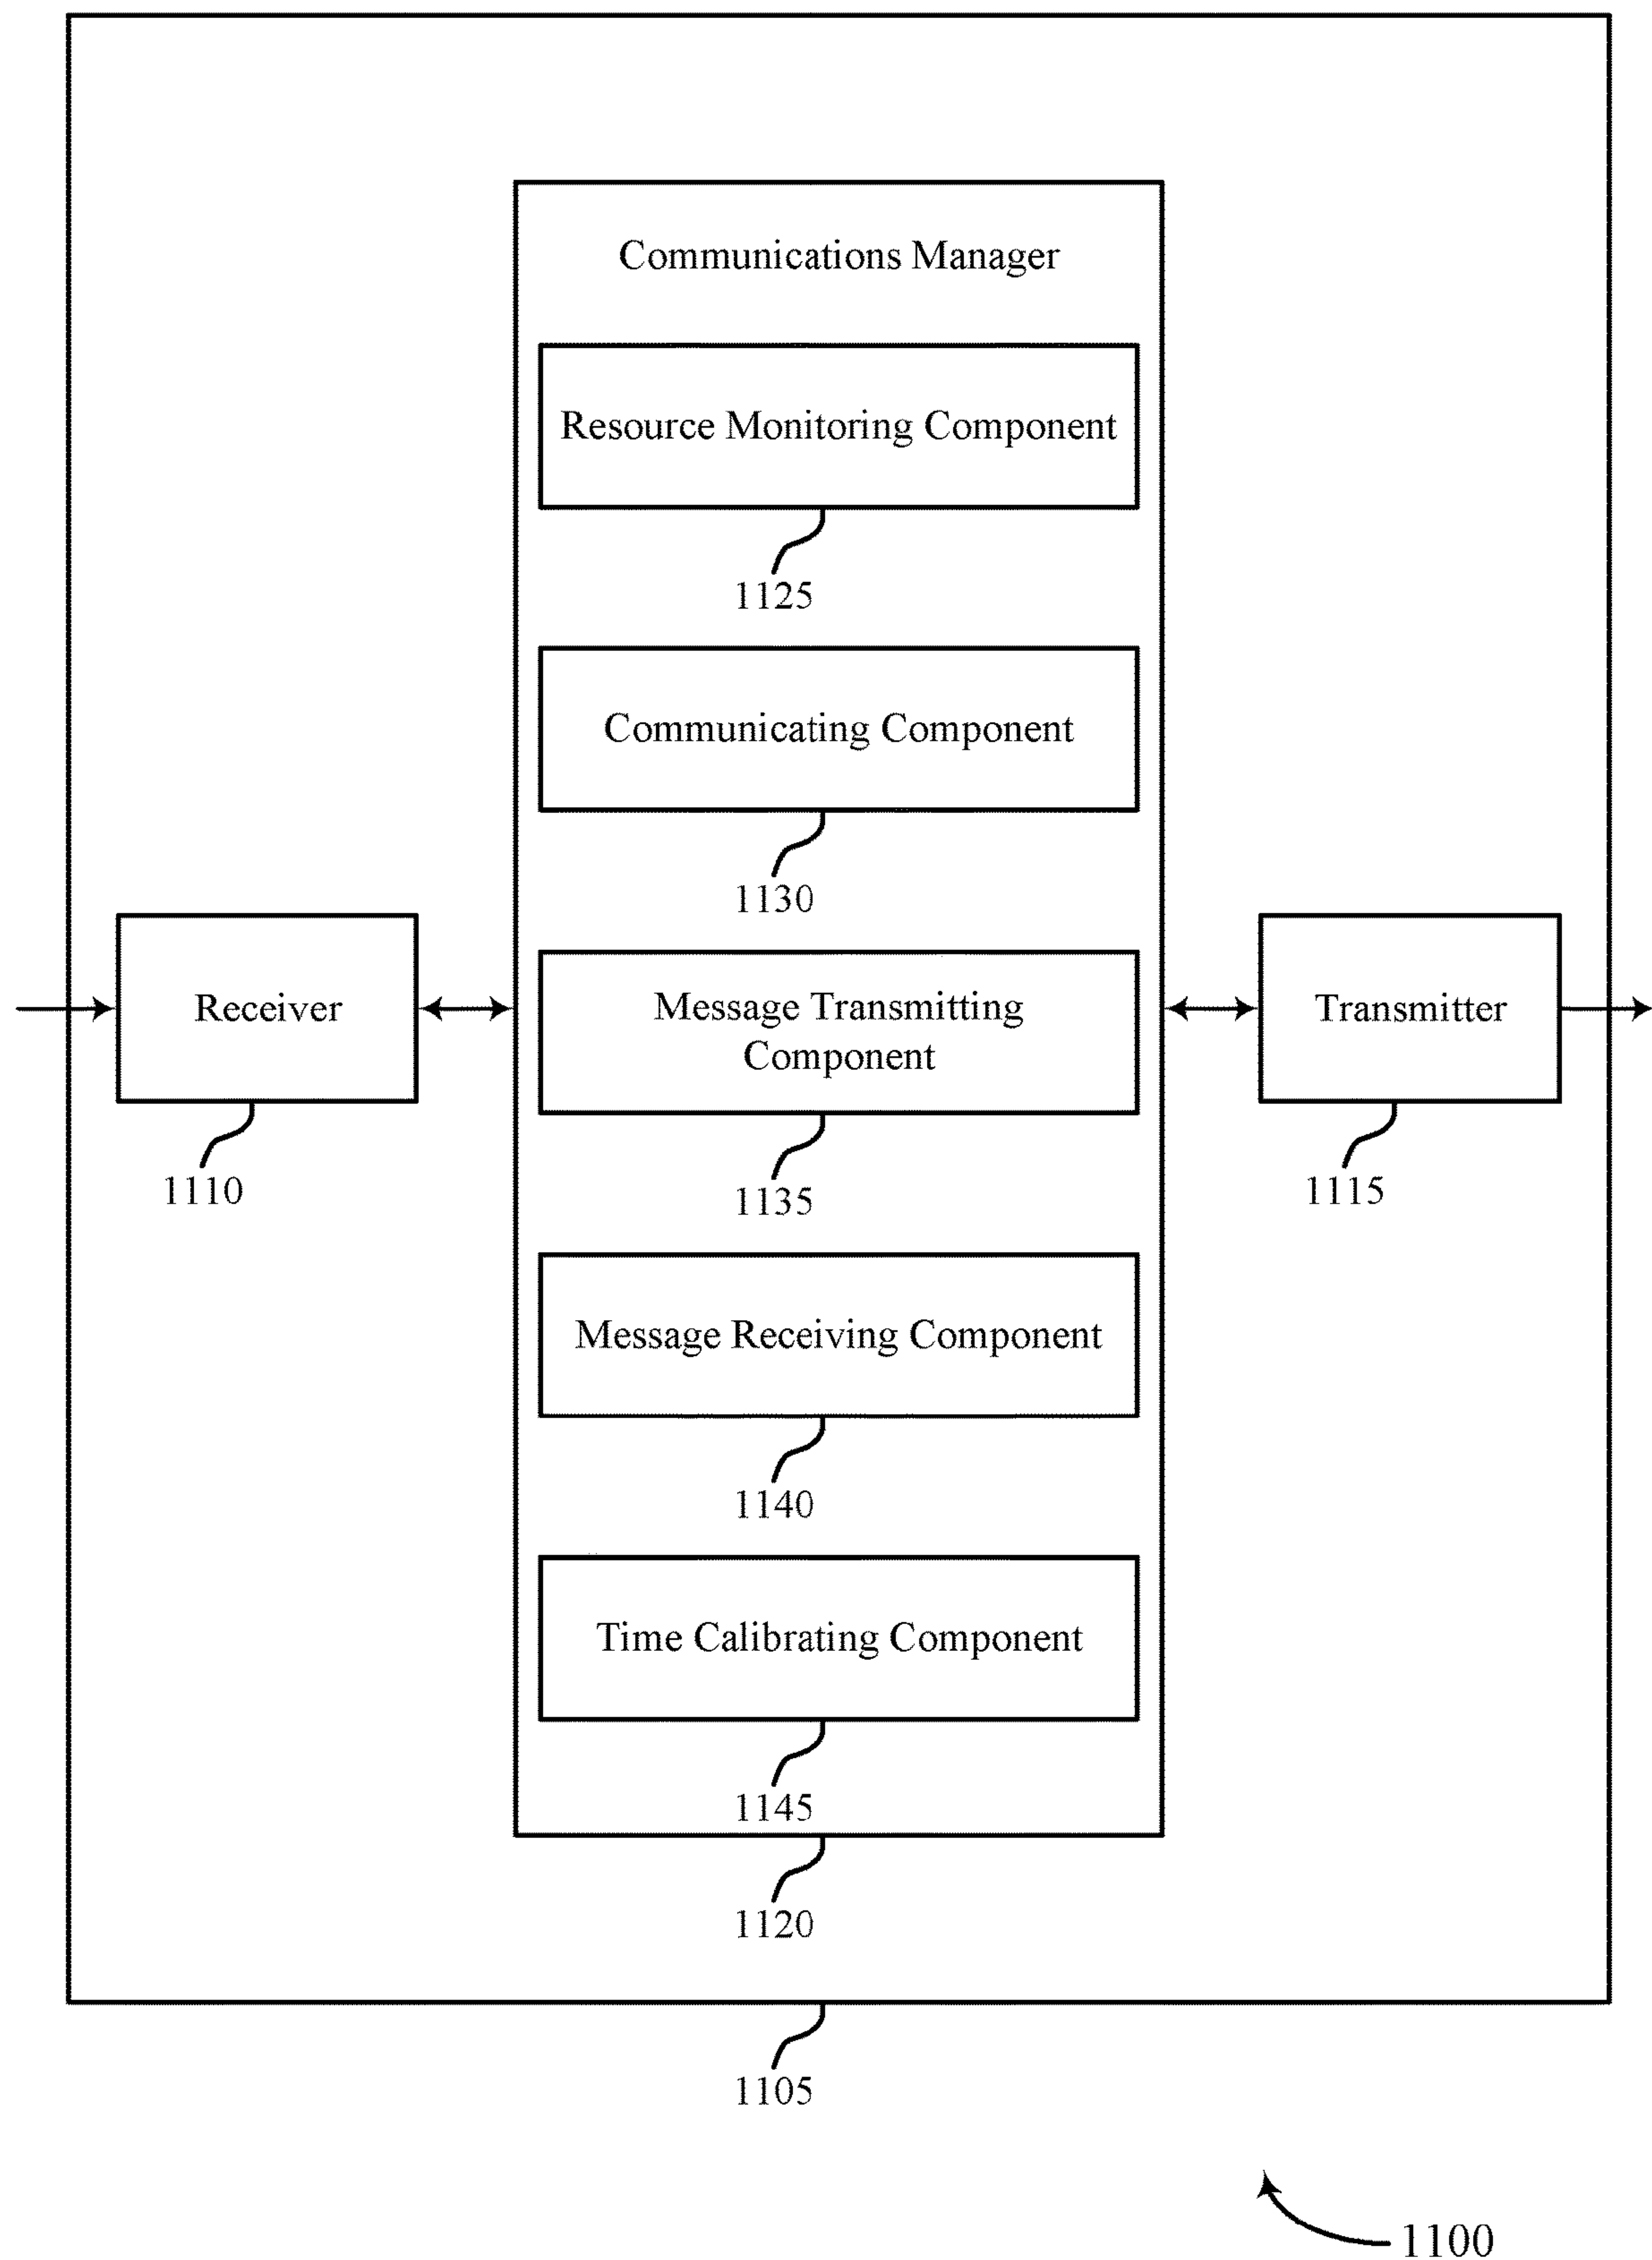 Communications Manager
Resource Monitoring Component
1125
Communicating Component
1130
Receiver
1110
Message Transmitting
Component
1135
Transmitter
1115
Message Receiving Component
1140
Time Calibrating Component
1145
1120
1105
1100